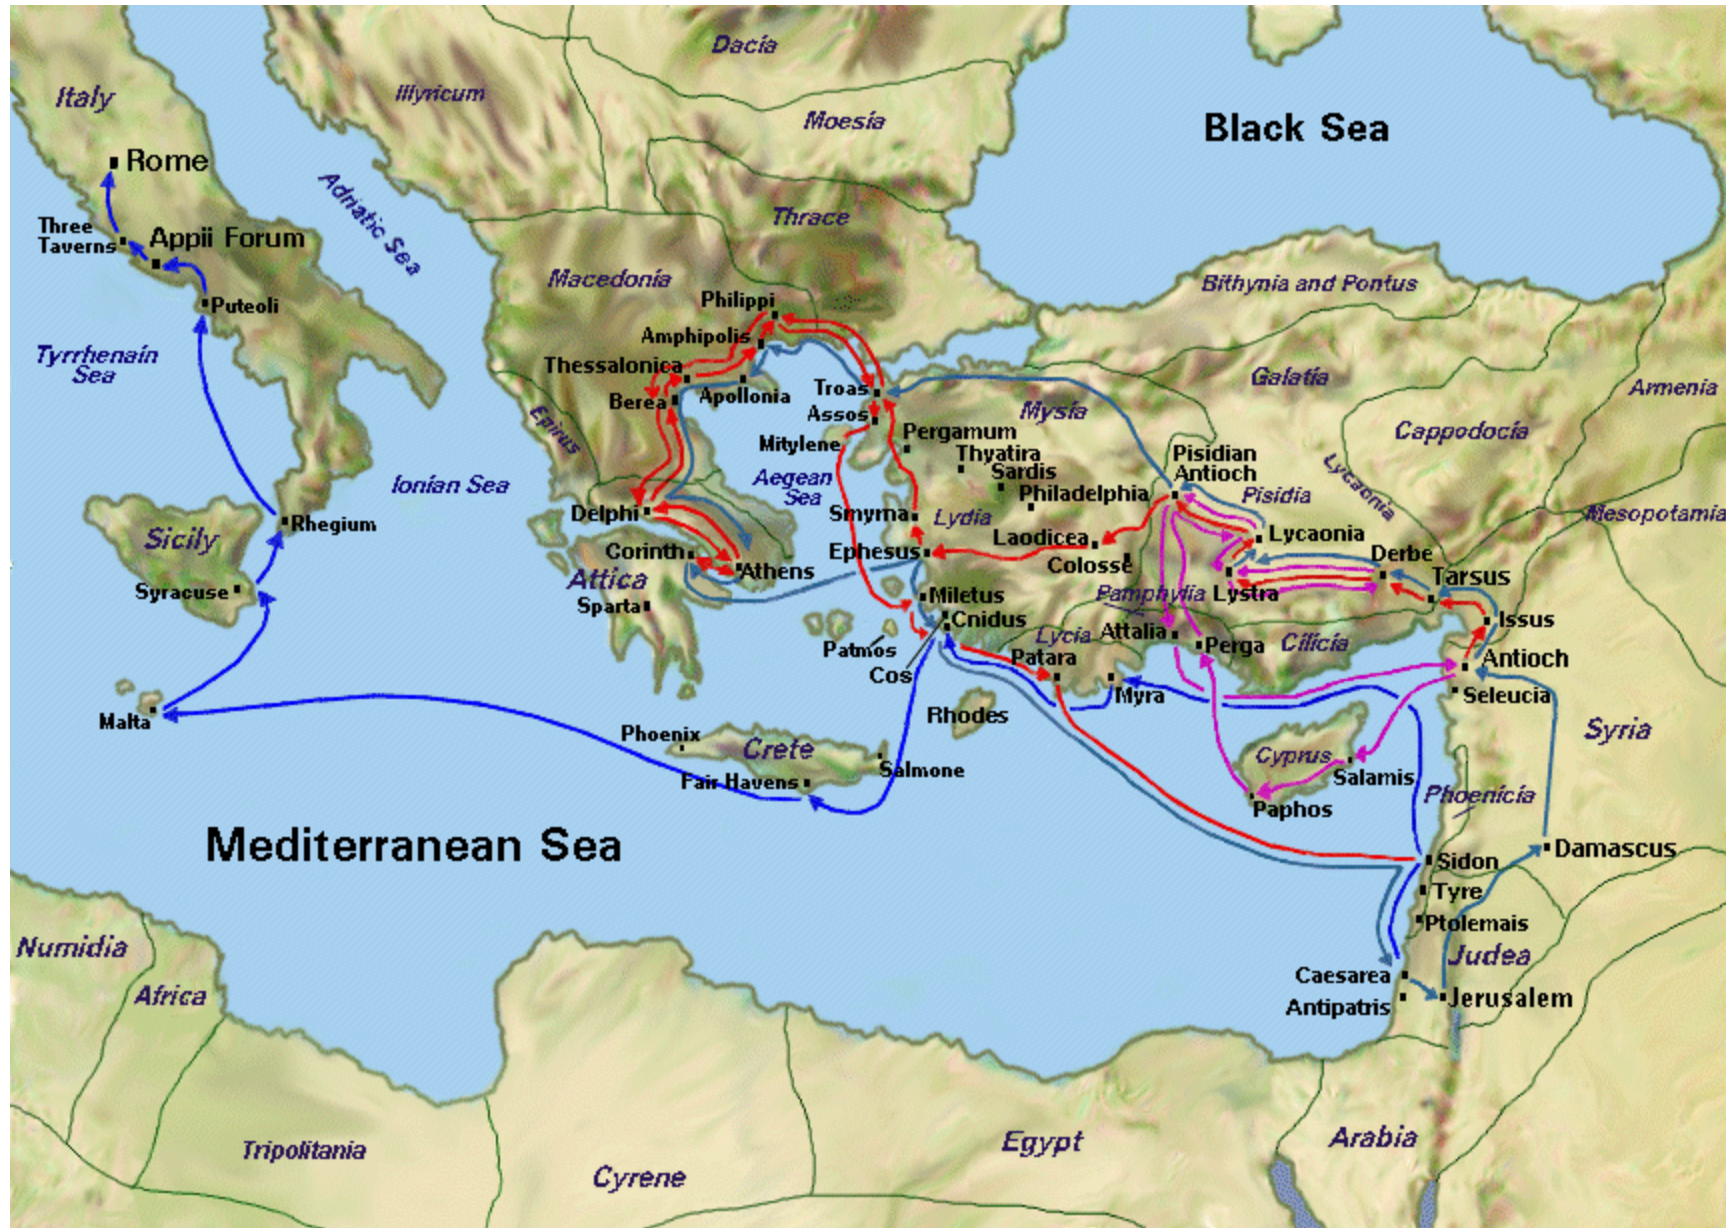 Dacia
Italy
Illyricum
Moesia
Black Sea
Rome
Adriatic Sea
Thrace
Three
Taverns
Appii Forum
Macedonia
Bithynia and Pontus
Philippi
Puteoli
Amphipolis
Tyrrhenain
Sea
Thessalonica
Apollonia
Troas
Galatia
Armenia
Berea
Assos
Mysia
Epirus
Mitylene
Pergamum
Cappodocia
Thyatira
Sardis
Pisidian
Antioch
Lycaonia
Ionian Sea
Aegean
Sea
Philadelphia
Pisidia
Delphi
Smyrna
Lydia
Mesopotamia
Rhegium
Sicily
Laodicea
Lycaonia
Corinth
Ephesus
Colosse
Derbe
Attica
Athens
Tarsus
Syracuse
Sparta
Miletus
Pamphylia
Lystra
Cnidus
Issus
Patmos
Lycia
Attalia
Perga
Cilicia
Cos
Patara
Antioch
Myra
Seleucia
Malta
Rhodes
Phoenix
Crete
Syria
Salmone
Cyprus
Salamis
Fair Havens
Paphos
Phoenicia
Mediterranean Sea
Sidon
Damascus
Tyre
Ptolemais
Numidia
Judea
Caesarea
Africa
Antipatris
Jerusalem
Tripolitania
Cyrene
Egypt
Arabia